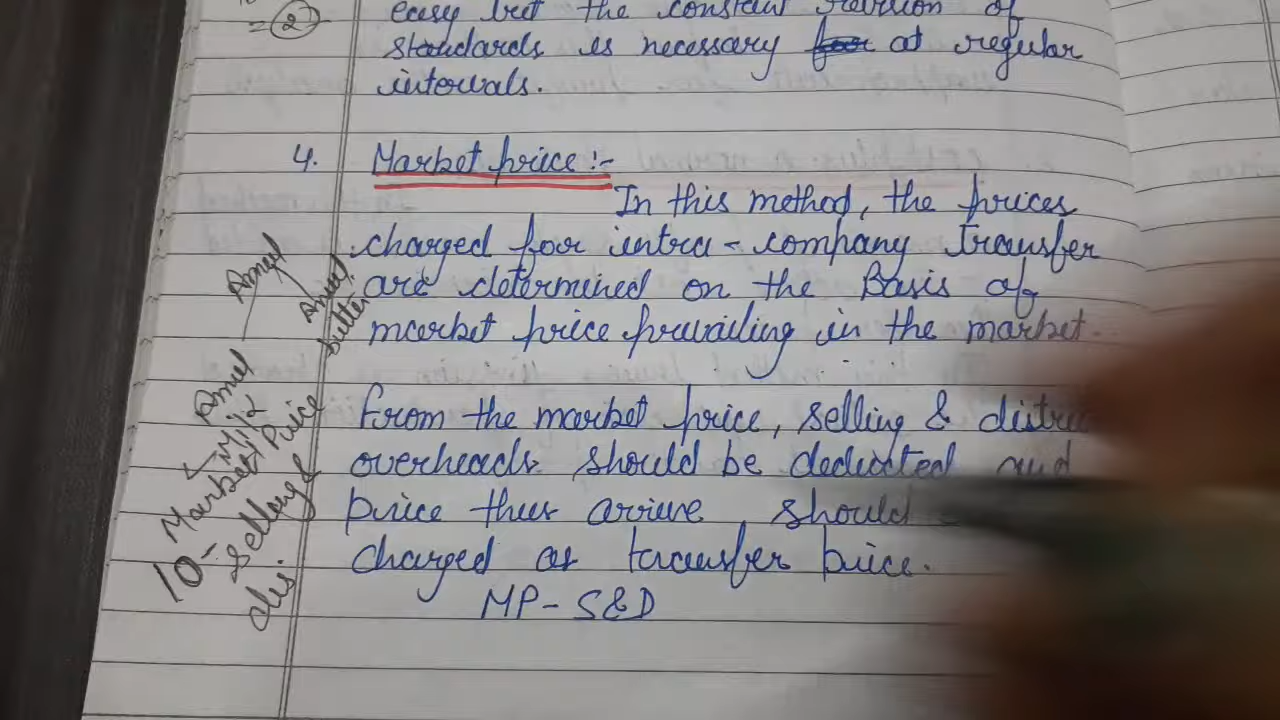 = 2
easy but the constant revision of
standards is necessary at regular
intervals.
4. Market price :-
In this method, the prices
charged for intra-company transfer
are determined on the Basis of
market price prevailing in the market.
From the market price, selling & distri
overheads should be deducted and
price thus arrive, should
charged as transfer price.
MP - S&D
Amul
Amul
butter
Amul
Milk
Market Price
10 - Selling &
dis.